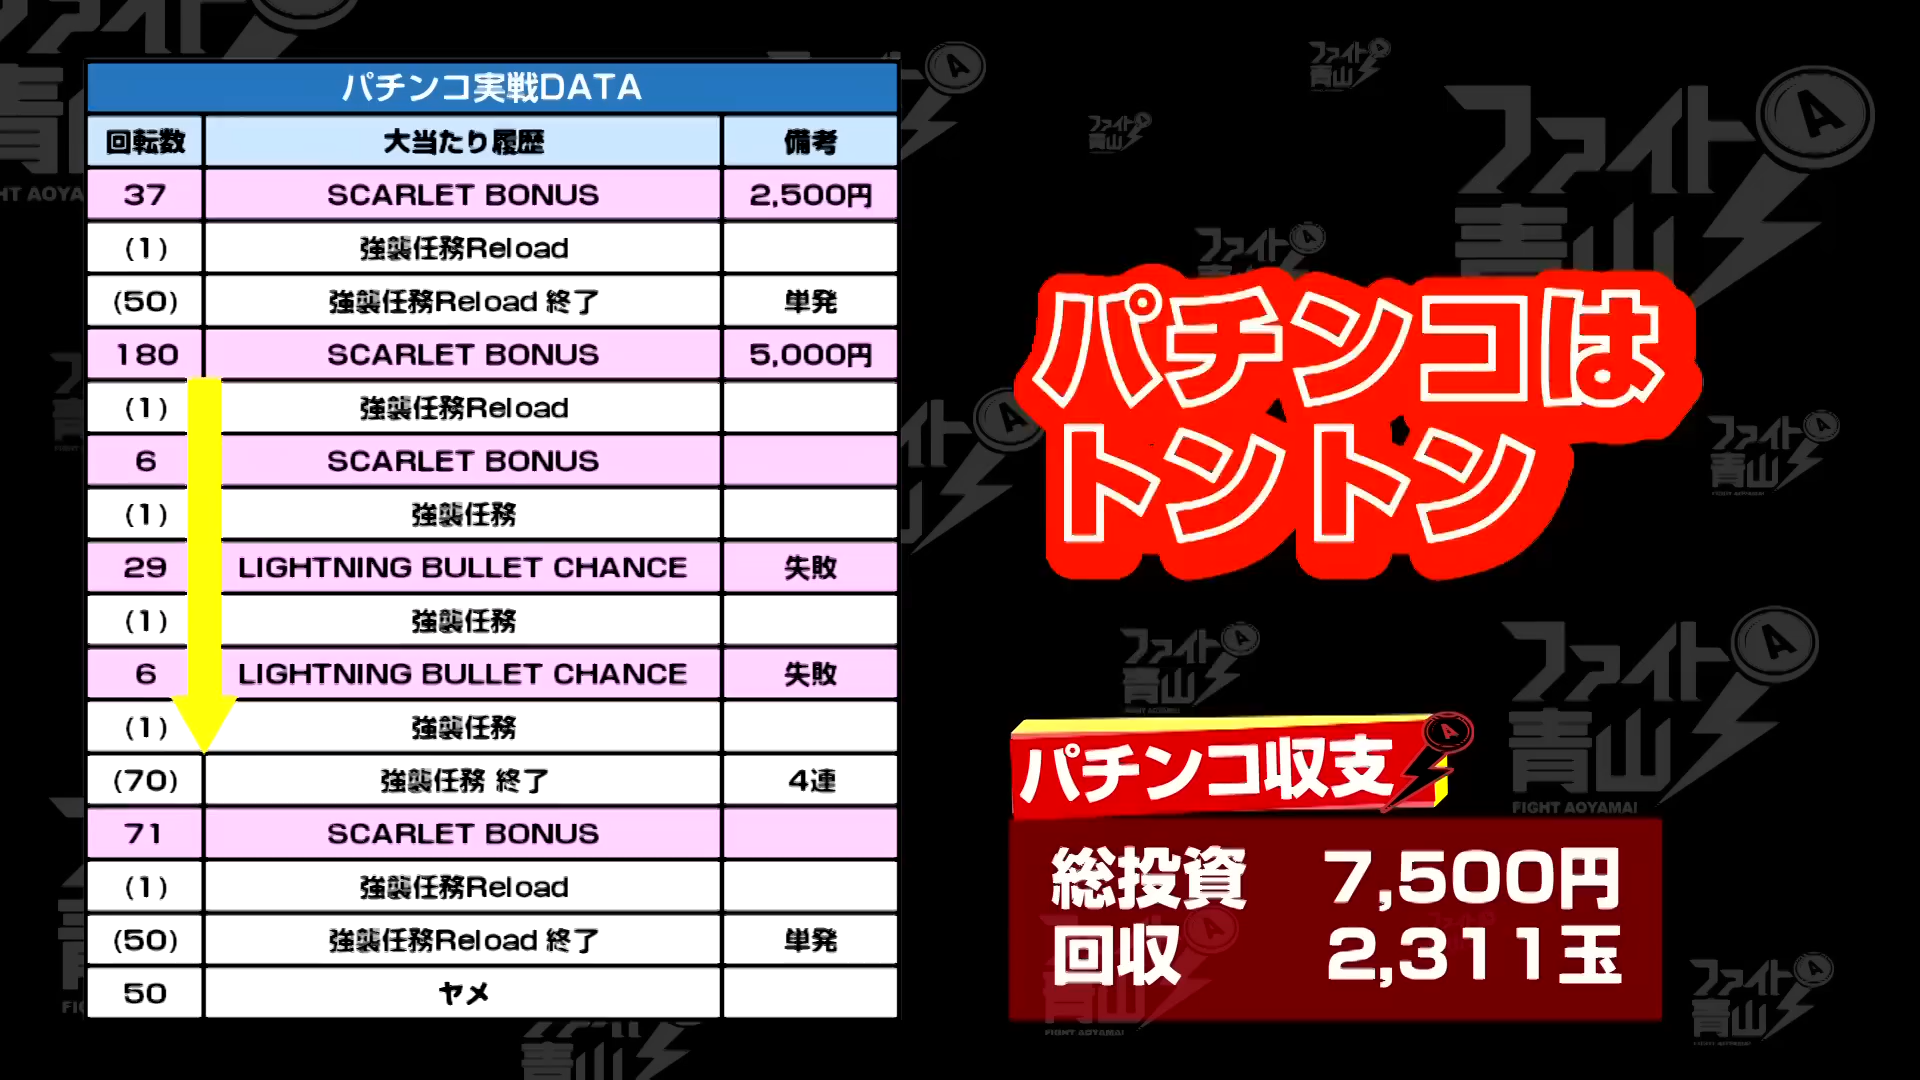 パチンコ実戦DATA
回転数 大当たり履歴 備考
37 SCARLET BONUS 2,500円
(1) 強襲任務Reload
(50) 強襲任務Reload 終了 単発
180 SCARLET BONUS 5,000円
(1) 強襲任務Reload
6 SCARLET BONUS
(1) 強襲任務
29 LIGHTNING BULLET CHANCE 失敗
(1) 強襲任務
6 LIGHTNING BULLET CHANCE 失敗
(1) 強襲任務
(70) 強襲任務 終了 4連
71 SCARLET BONUS
(1) 強襲任務Reload
(50) 強襲任務Reload 終了 単発
50 ヤメ
パチンコは
トントン
パチンコ収支
総投資 7,500円
回収 2,311玉
ファイト
青山
FIGHT AOYAMA!